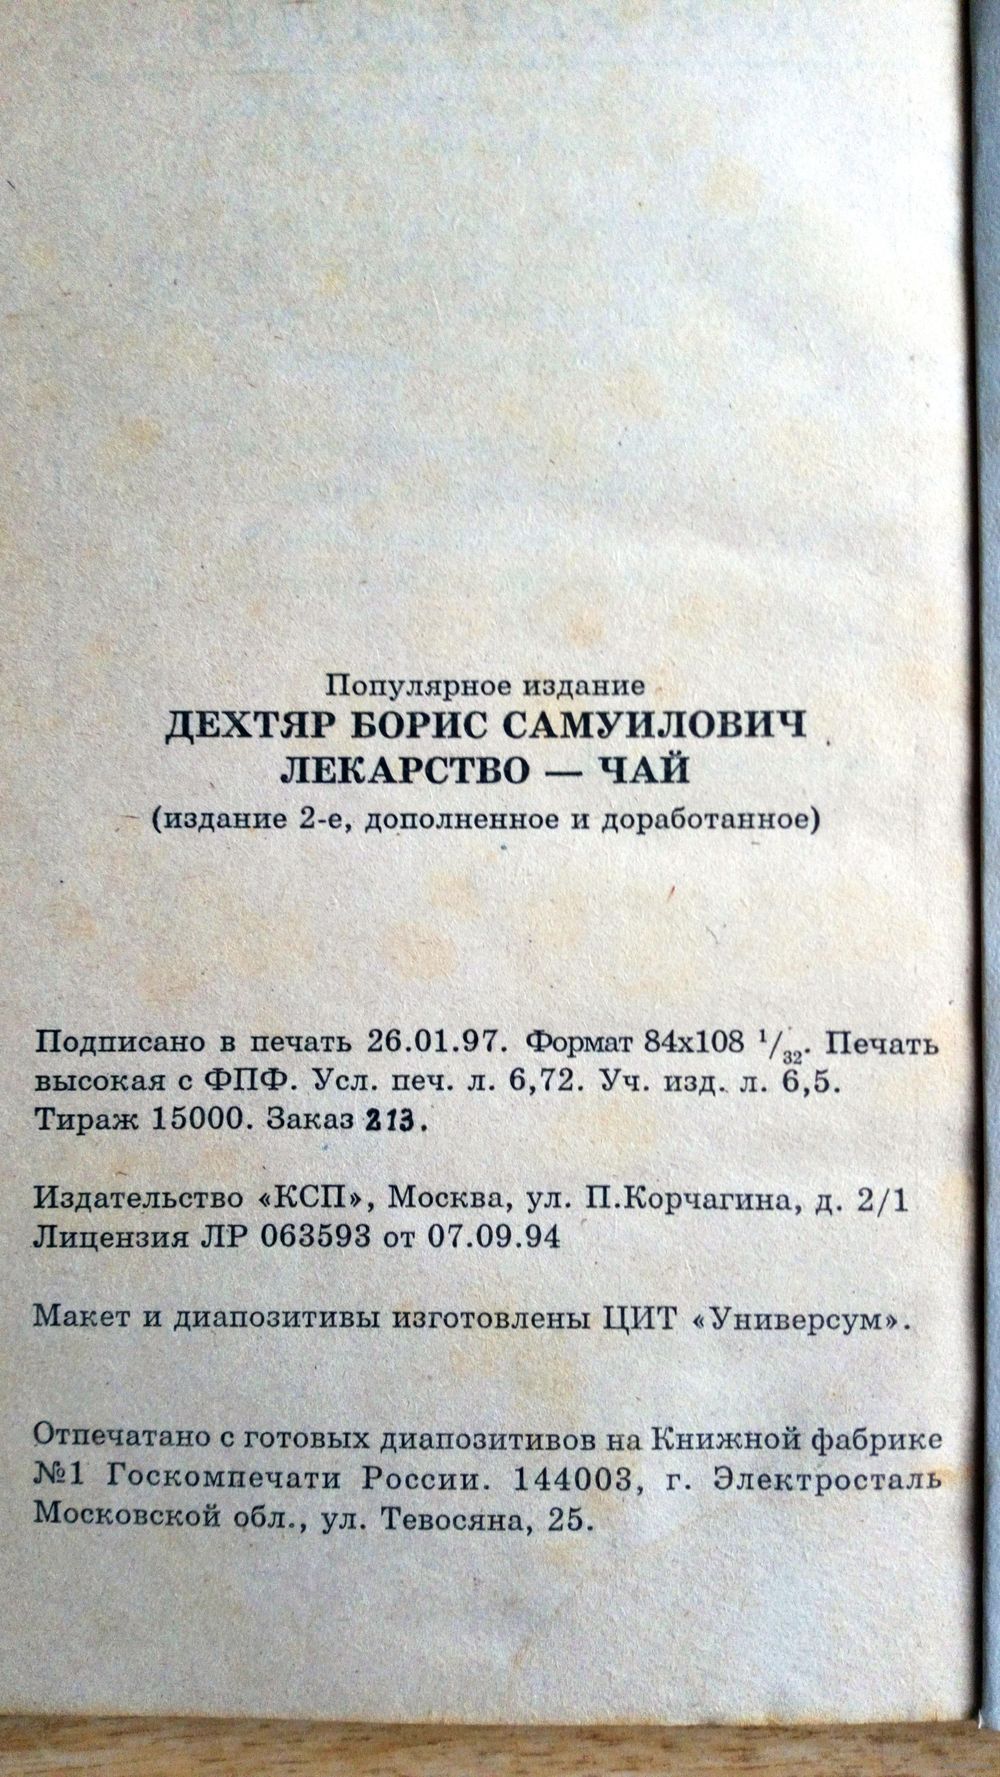 Популярное издание
ДЕХТЯР БОРИС САМУИЛОВИЧ
ЛЕКАРСТВО — ЧАЙ
(издание 2-е, дополненное и доработанное)
Подписано в печать 26.01.97. Формат 84х108 1/32. Печать
высокая с ФПФ. Усл. печ. л. 6,72. Уч. изд. л. 6,5.
Тираж 15000. Заказ 213.
Издательство «КСП», Москва, ул. П.Корчагина, д. 2/1
Лицензия ЛР 063593 от 07.09.94
Макет и диапозитивы изготовлены ЦИТ «Универсум».
Отпечатано с готовых диапозитивов на Книжной фабрике
№1 Госкомпечати России. 144003, г. Электросталь
Московской обл., ул. Тевосяна, 25.